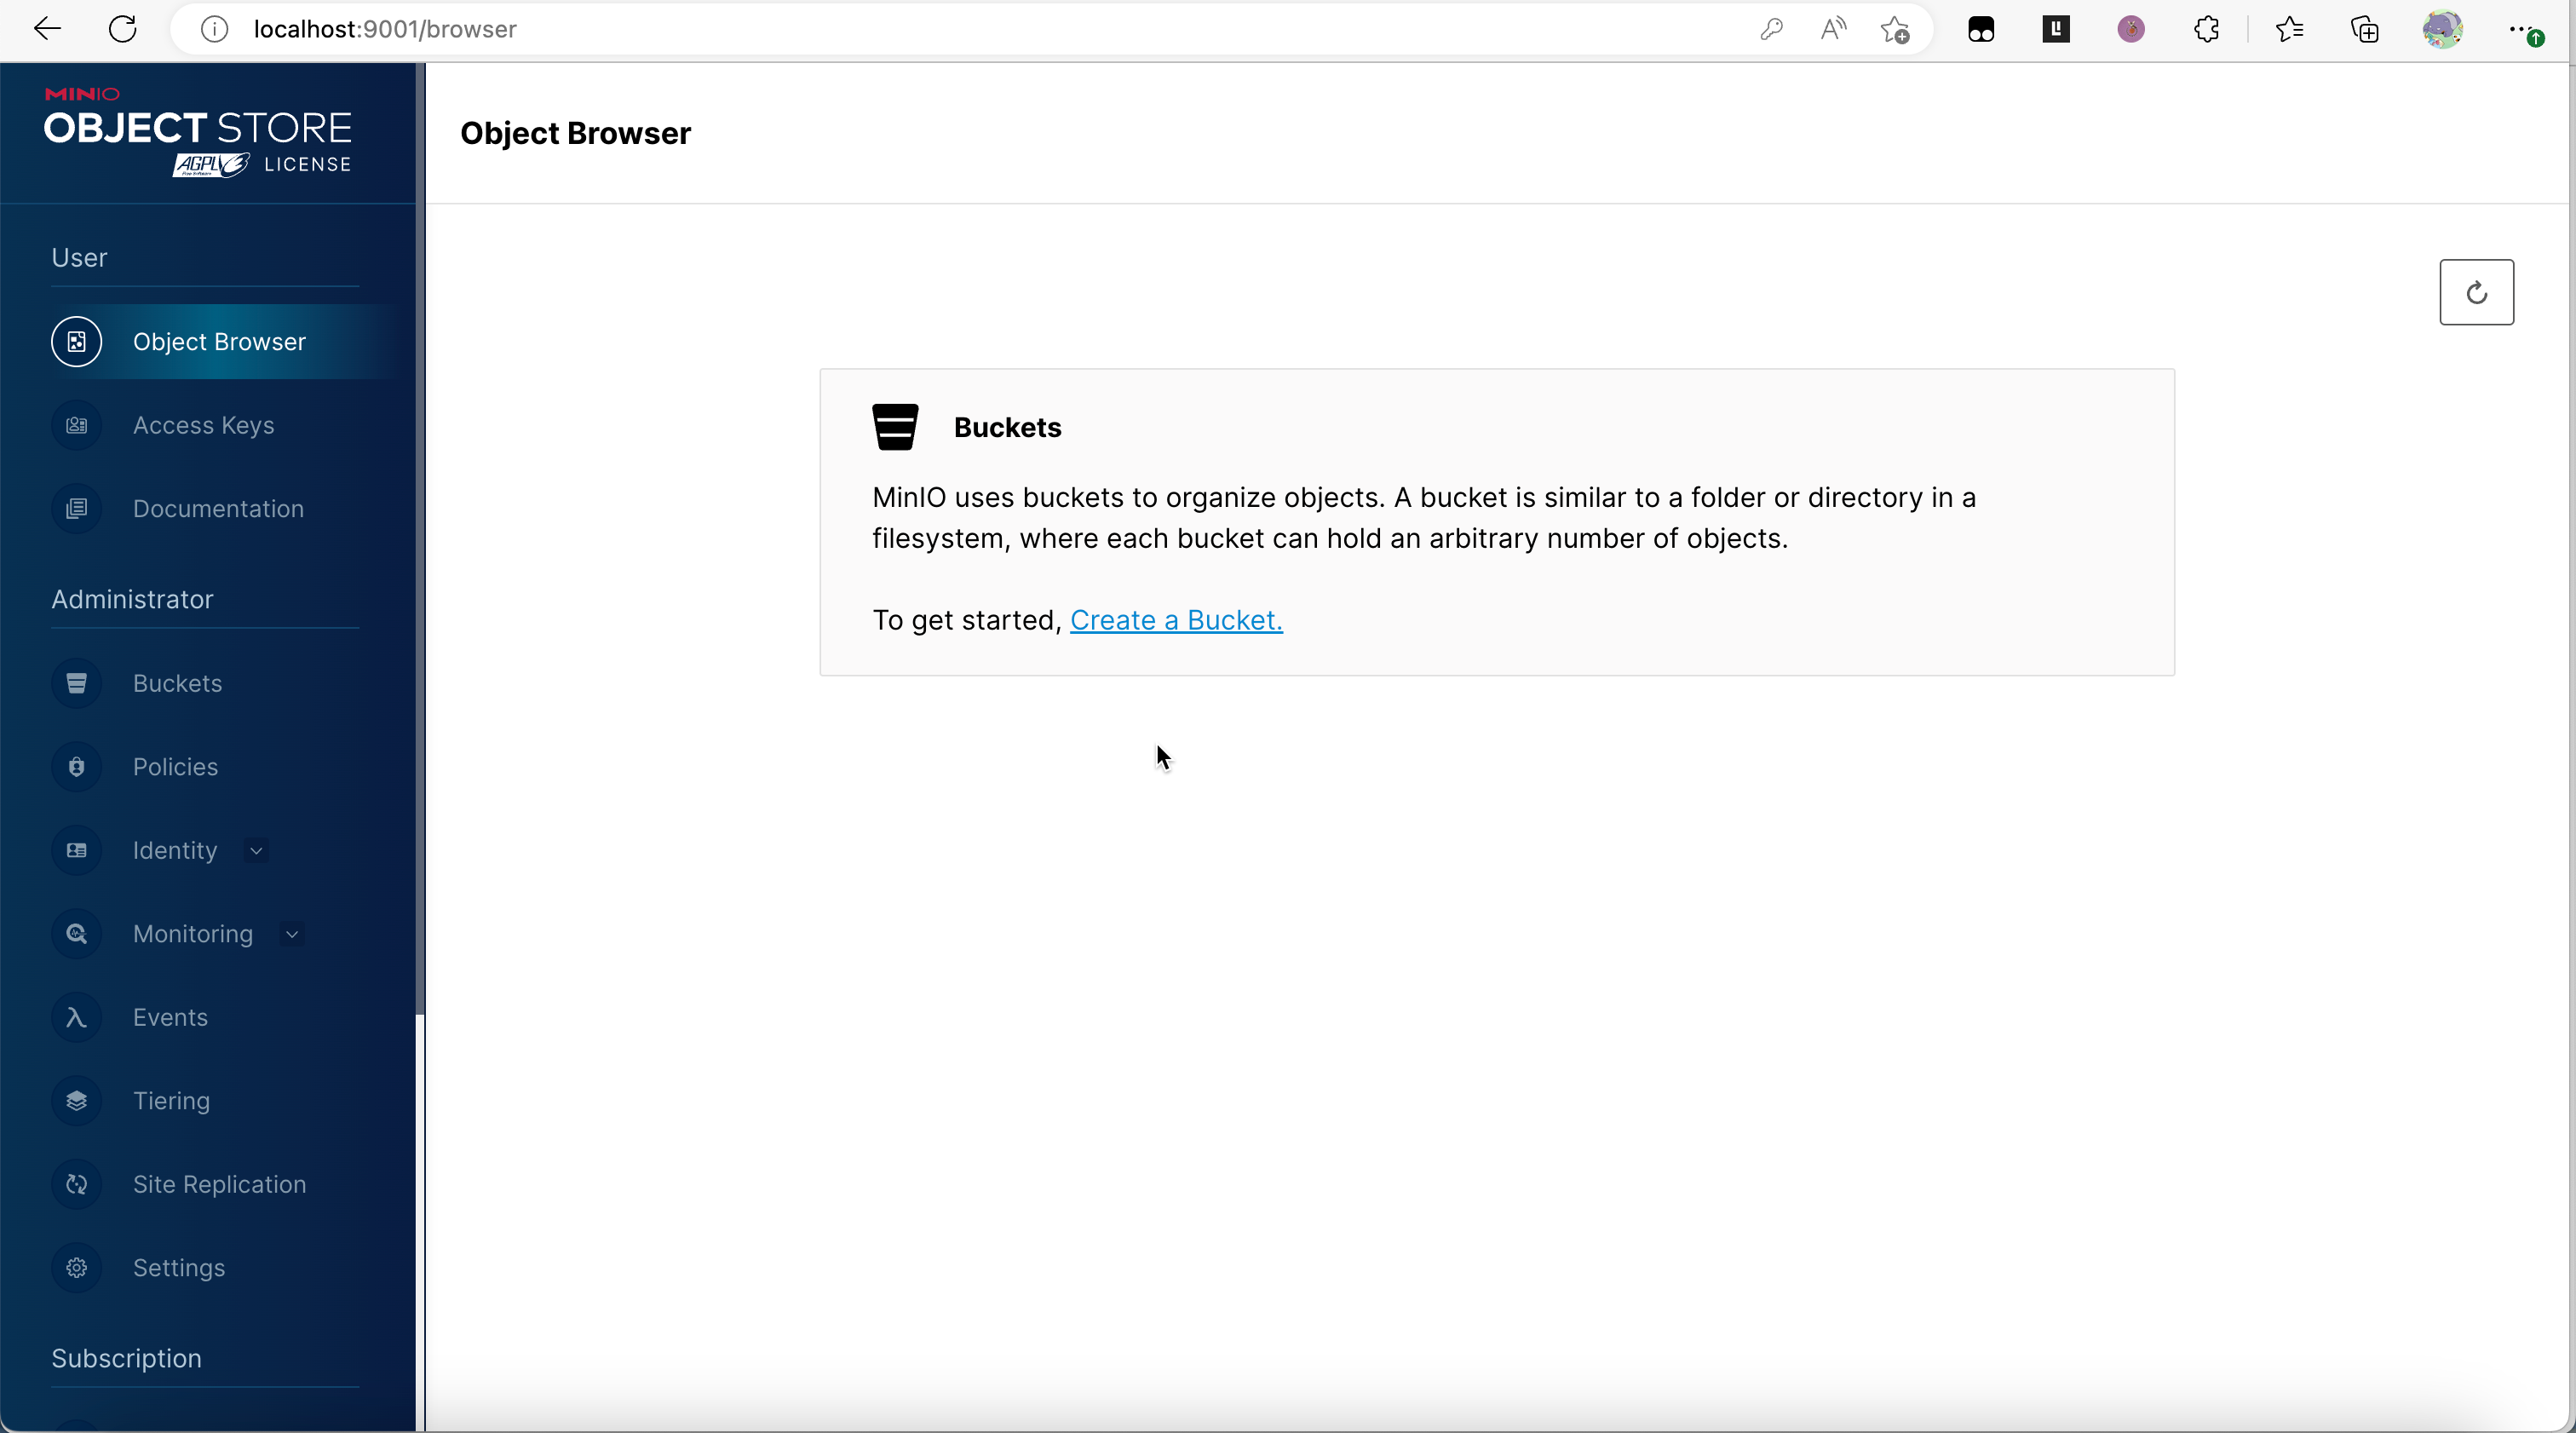 localhost:9001/browser
MINIO
OBJECT STORE
AGPLV3 LICENSE
Object Browser
User
Object Browser
Access Keys
Documentation
Administrator
Buckets
Policies
Identity
Monitoring
Events
Tiering
Site Replication
Settings
Subscription
Buckets
MinIO uses buckets to organize objects. A bucket is similar to a folder or directory in a
filesystem, where each bucket can hold an arbitrary number of objects.
To get started, Create a Bucket.